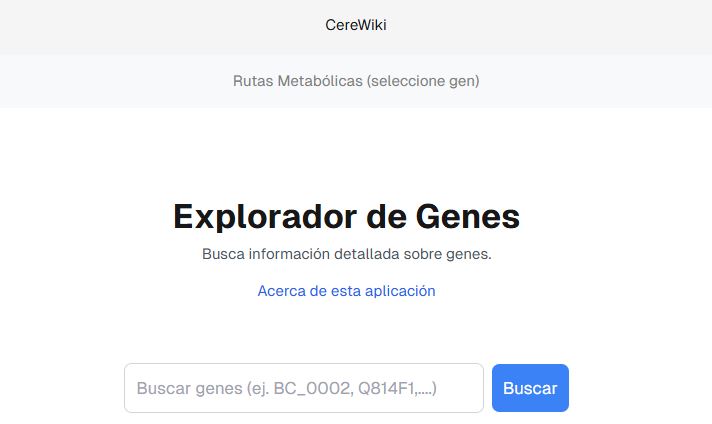 CereWiki
Rutas Metabólicas (seleccione gen)
Explorador de Genes
Busca información detallada sobre genes.
Acerca de esta aplicación
Buscar genes (ej. BC_0002, Q814F1,....)
Buscar